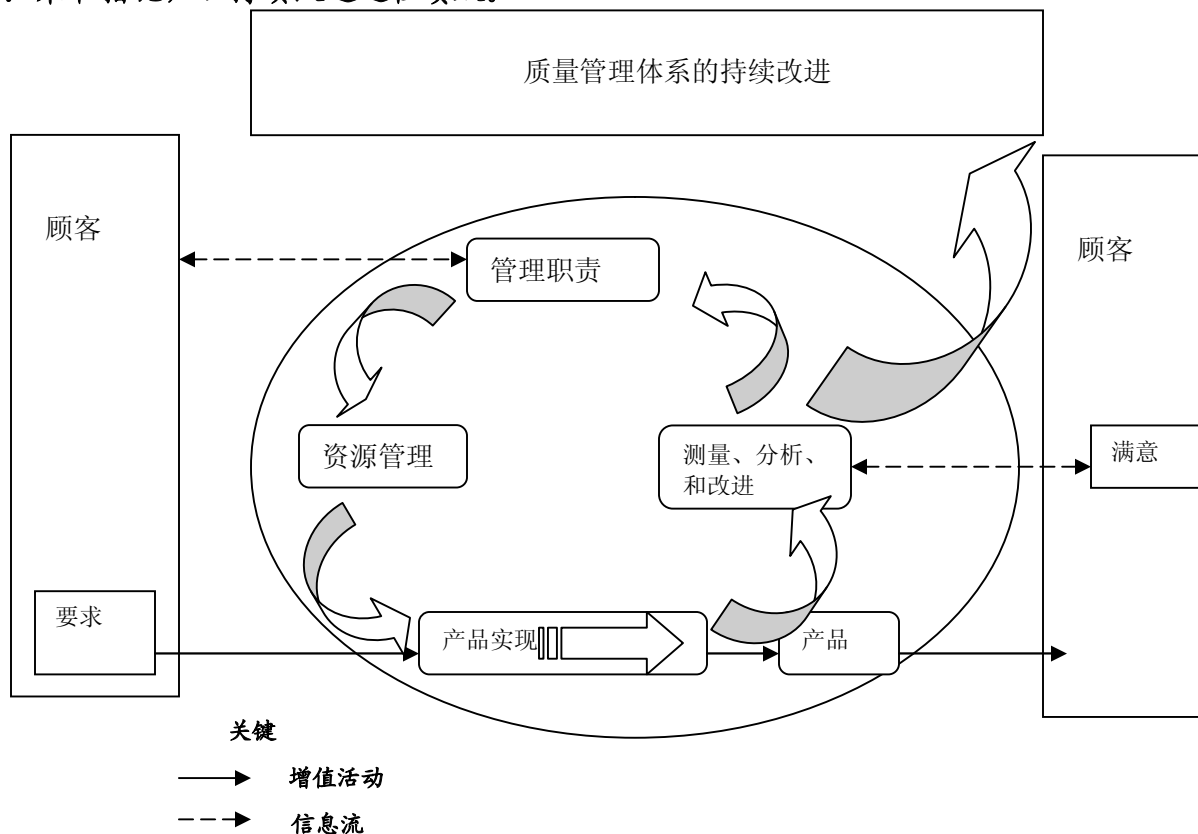 质量管理体系的持续改进
顾客
顾客
管理职责
资源管理
测量、分析、
和改进
满意
要求
产品实现
产品
关键
增值活动
信息流